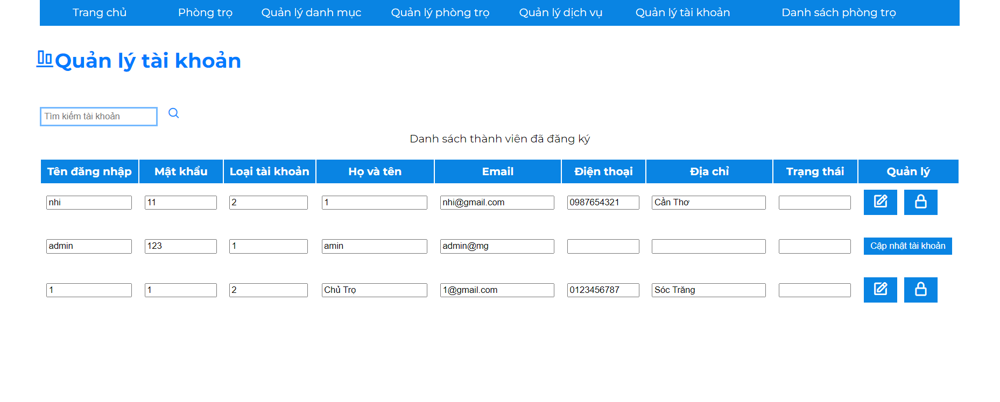 Trang chủ Phòng trọ Quản lý danh mục Quản lý phòng trọ Quản lý dịch vụ Quản lý tài khoản Danh sách phòng trọ
Quản lý tài khoản
Tìm kiếm tài khoản
Danh sách thành viên đã đăng ký
Tên đăng nhập Mật khẩu Loại tài khoản Họ và tên Email Điện thoại Địa chỉ Trạng thái Quản lý
nhi 11 2 1 nhi@gmail.com 0987654321 Cần Thơ
admin 123 1 amin admin@mg Cập nhật tài khoản
1 1 2 Chủ Trọ 1@gmail.com 0123456787 Sóc Trăng